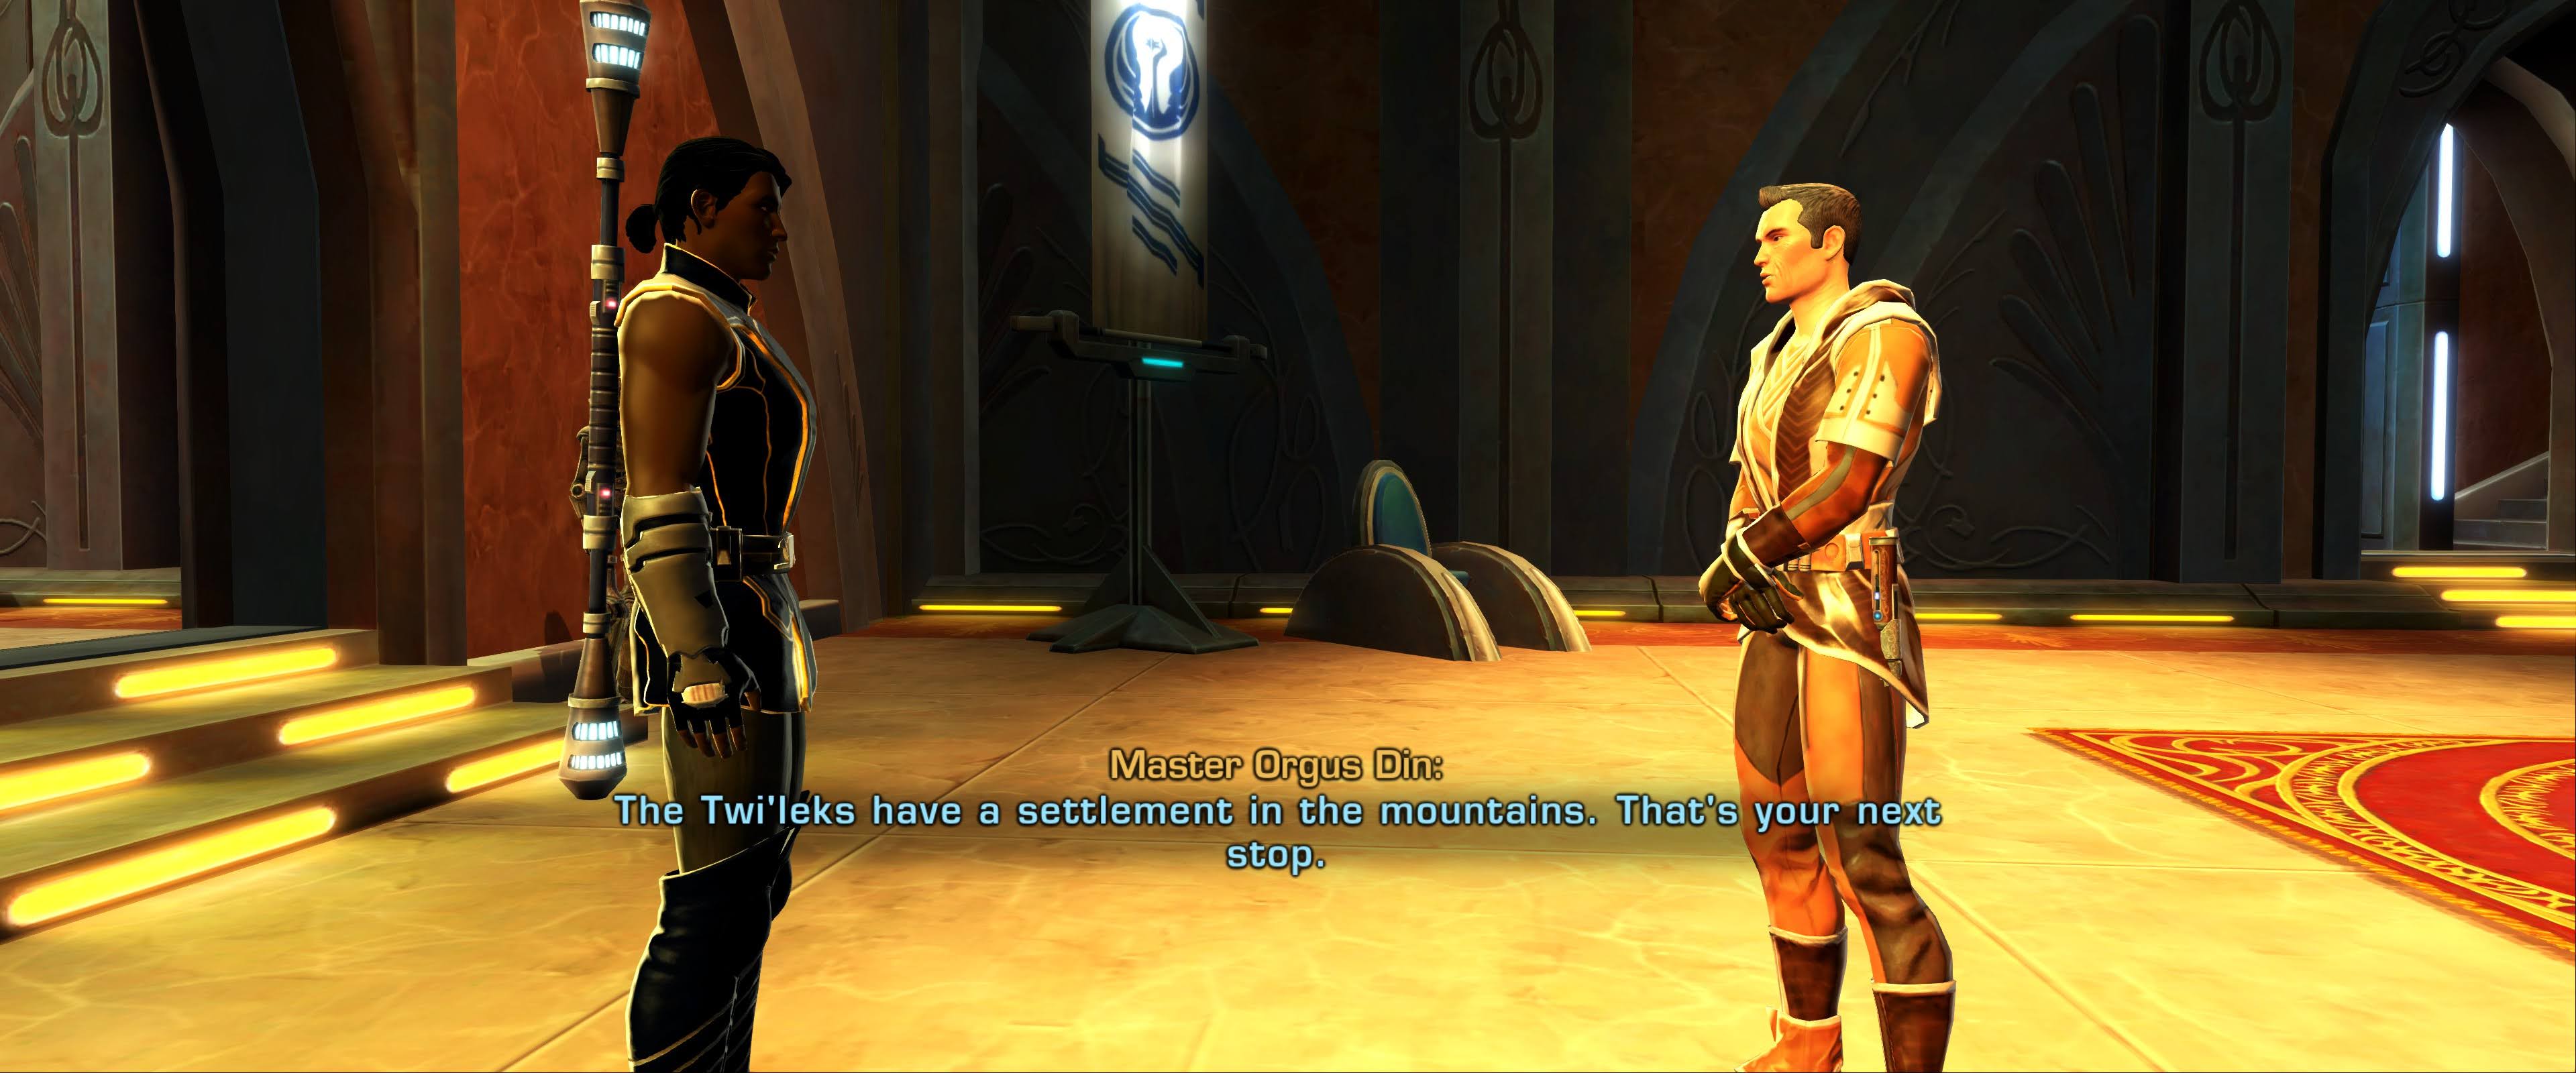 Master Orgus Din:
The Twi'leks have a settlement in the mountains. That's your next
stop.